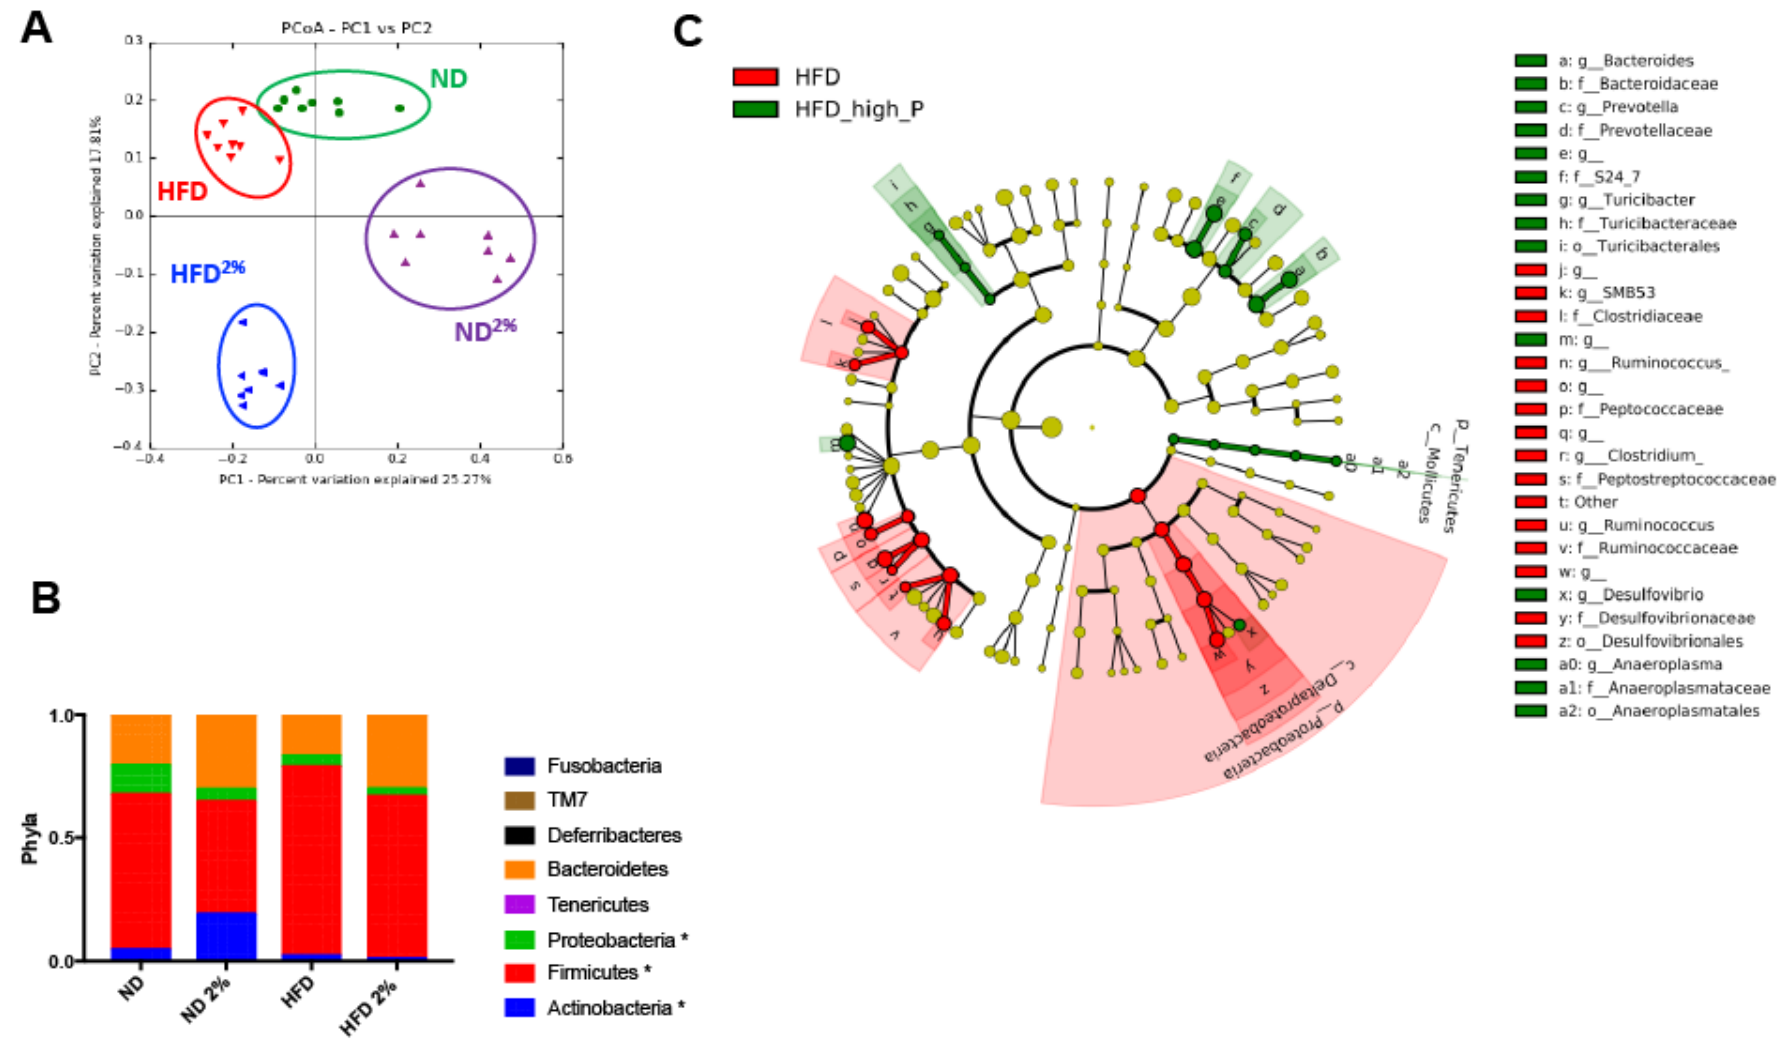 A
PCoA - PC1 vs PC2
0.3
0.2
0.1
0.0
−0.1
−0.2
−0.3
−0.4
−0.4
−0.2
0.0
0.2
0.4
0.6
PC2 - Percent variation explained 17.81%
PC1 - Percent variation explained 25.27%
ND
HFD
HFD2%
ND2%
B
1.0
0.5
0.0
Phyla
ND
ND 2%
HFD
HFD 2%
Fusobacteria
TM7
Deferribacteres
Bacteroidetes
Tenericutes
Proteobacteria *
Firmicutes *
Actinobacteria *
C
HFD
HFD_high_P
i
h
g
f
e
d
c
b
a
l
j
k
m
p
o
s
q
r
v
t
u
w
x
y
z
c__Deltaproteobacteria
p__Proteobacteria
a0
a1
a2
c__Mollicutes
p__Tenericutes
a: g__Bacteroides
b: f__Bacteroidaceae
c: g__Prevotella
d: f__Prevotellaceae
e: g__
f: f__S24_7
g: g__Turicibacter
h: f__Turicibacteraceae
i: o__Turicibacterales
j: g__
k: g__SMB53
l: f__Clostridiaceae
m: g__
n: g___Ruminococcus_
o: g__
p: f__Peptococcaceae
q: g__
r: g___Clostridium_
s: f__Peptostreptococcaceae
t: Other
u: g__Ruminococcus
v: f__Ruminococcaceae
w: g__
x: g__Desulfovibrio
y: f__Desulfovibrionaceae
z: o__Desulfovibrionales
a0: g__Anaeroplasma
a1: f__Anaeroplasmataceae
a2: o__Anaeroplasmatales